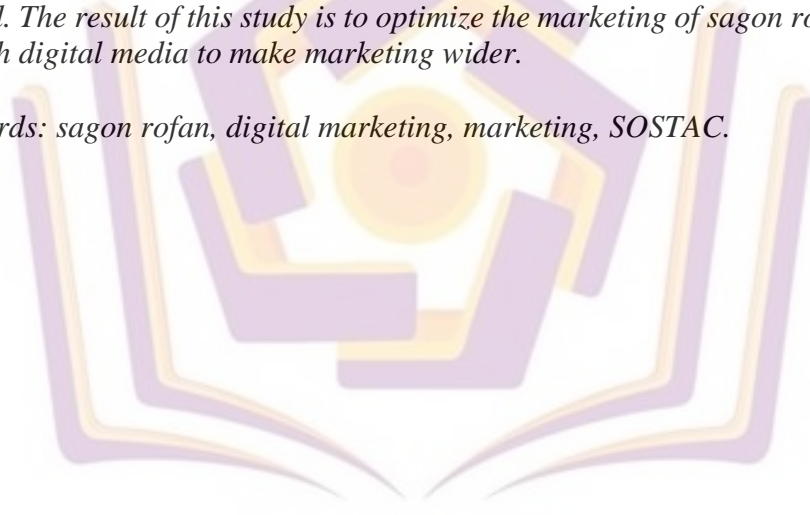 . The result of this study is to optimize the marketing of sagon ro
h digital media to make marketing wider.
rds: sagon rofan, digital marketing, marketing, SOSTAC.